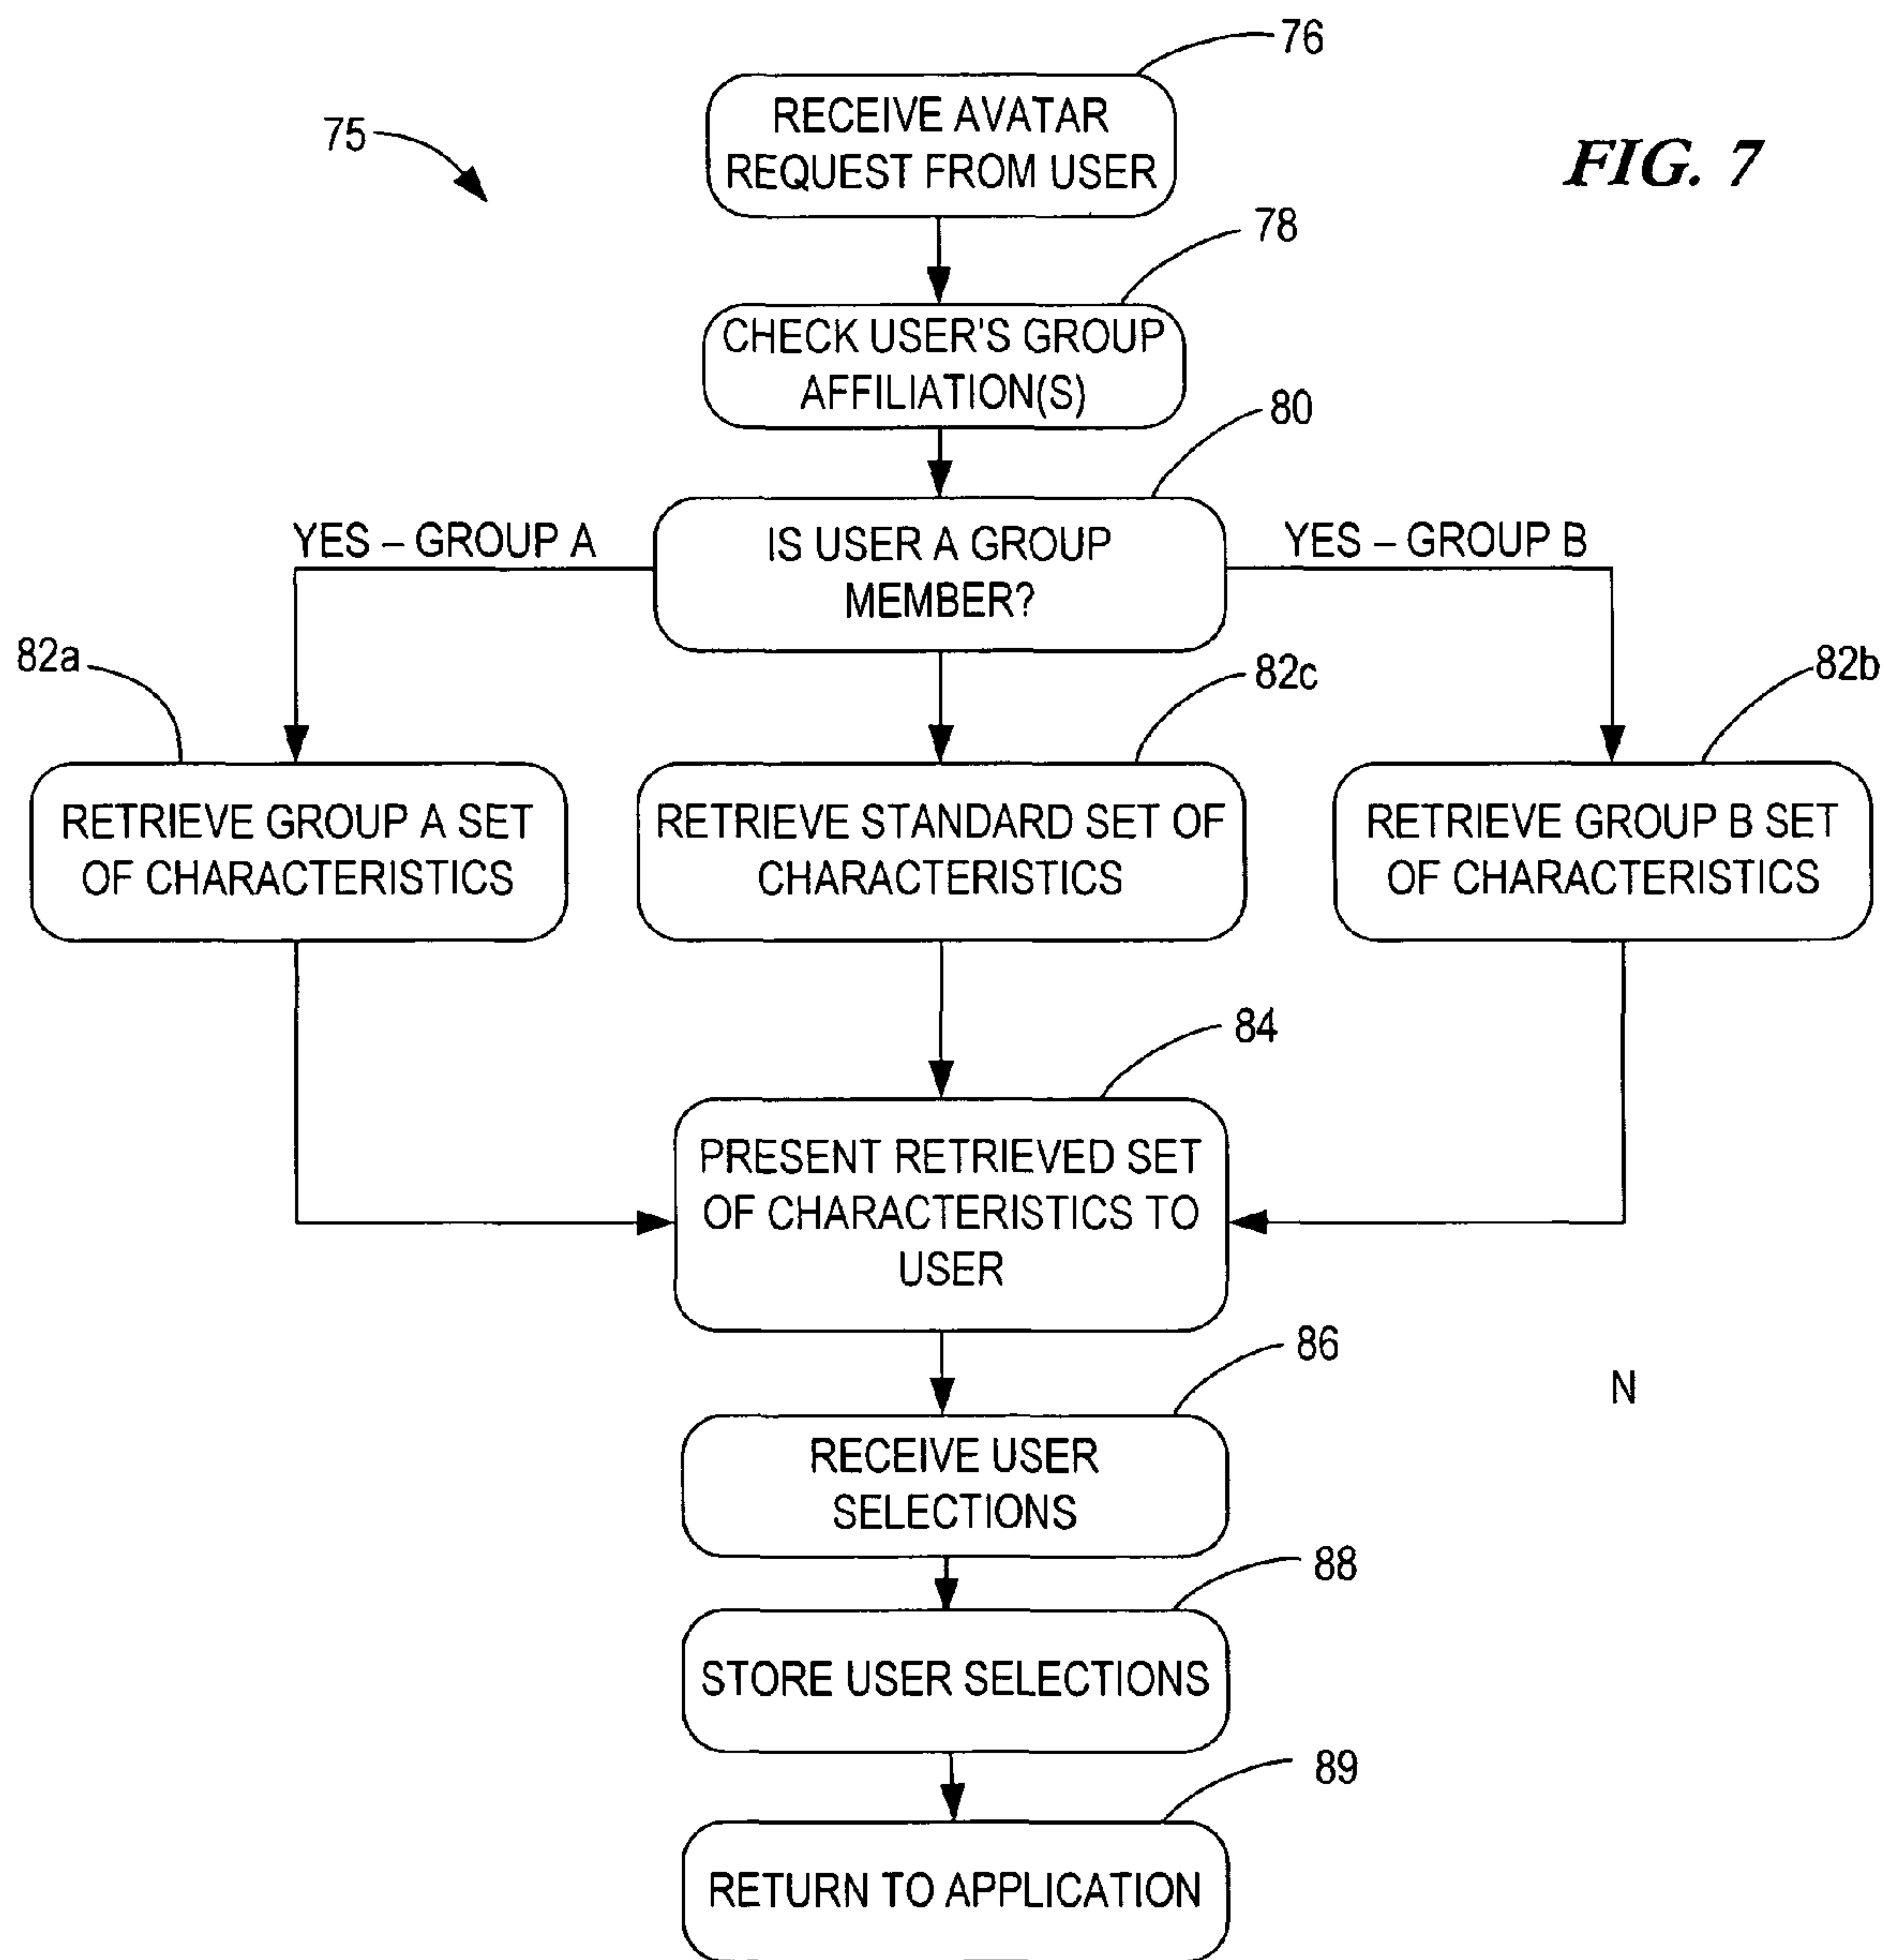 76
RECEIVE AVATAR
REQUEST FROM USER
75
FIG. 7
78
CHECK USER'S GROUP
AFFILIATION(S)
80
YES – GROUP A
IS USER A GROUP
MEMBER?
YES – GROUP B
82a
82c
82b
RETRIEVE GROUP A SET
OF CHARACTERISTICS
RETRIEVE STANDARD SET OF
CHARACTERISTICS
RETRIEVE GROUP B SET
OF CHARACTERISTICS
84
PRESENT RETRIEVED SET
OF CHARACTERISTICS TO
USER
86
N
RECEIVE USER
SELECTIONS
88
STORE USER SELECTIONS
89
RETURN TO APPLICATION